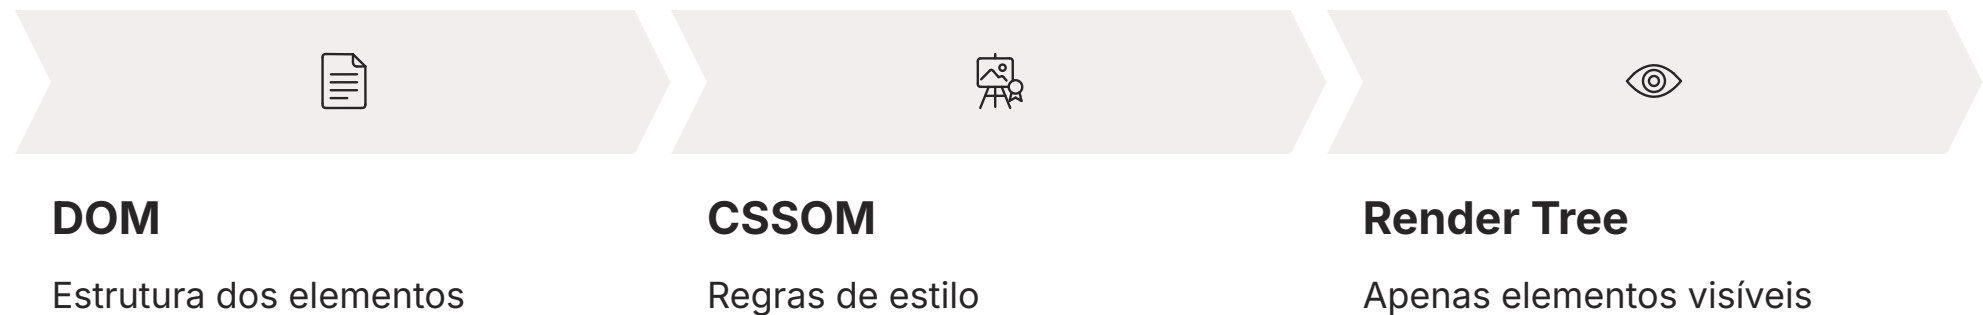 DOM
Estrutura dos elementos
CSSOM
Regras de estilo
Render Tree
Apenas elementos visíveis